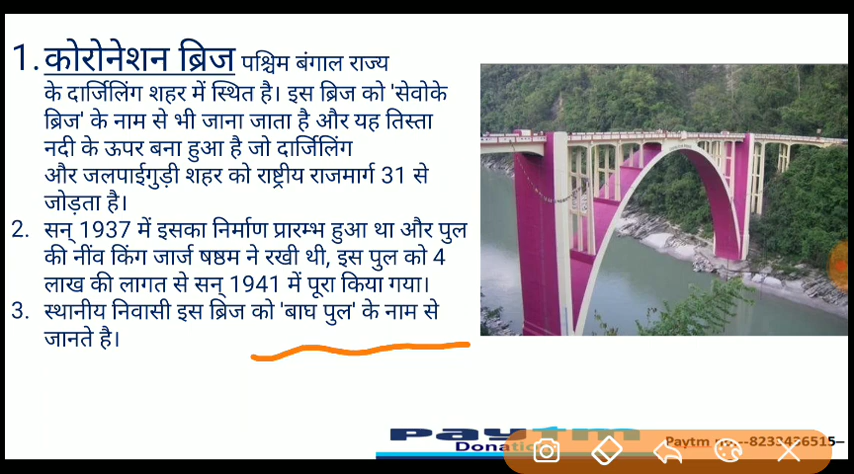 1. कोरोनेशन ब्रिज पश्चिम बंगाल राज्य
के दार्जिलिंग शहर में स्थित है। इस ब्रिज को 'सेवोके
ब्रिज' के नाम से भी जाना जाता है और यह तिस्ता
नदी के ऊपर बना हुआ है जो दार्जिलिंग
और जलपाईगुड़ी शहर को राष्ट्रीय राजमार्ग 31 से
जोड़ता है।
2. सन् 1937 में इसका निर्माण प्रारम्भ हुआ था और पुल
की नींव किंग जार्ज षष्ठम ने रखी थी, इस पुल को 4
लाख की लागत से सन् 1941 में पूरा किया गया।
3. स्थानीय निवासी इस ब्रिज को 'बाघ पुल' के नाम से
जानते है।
paytm
Paytm